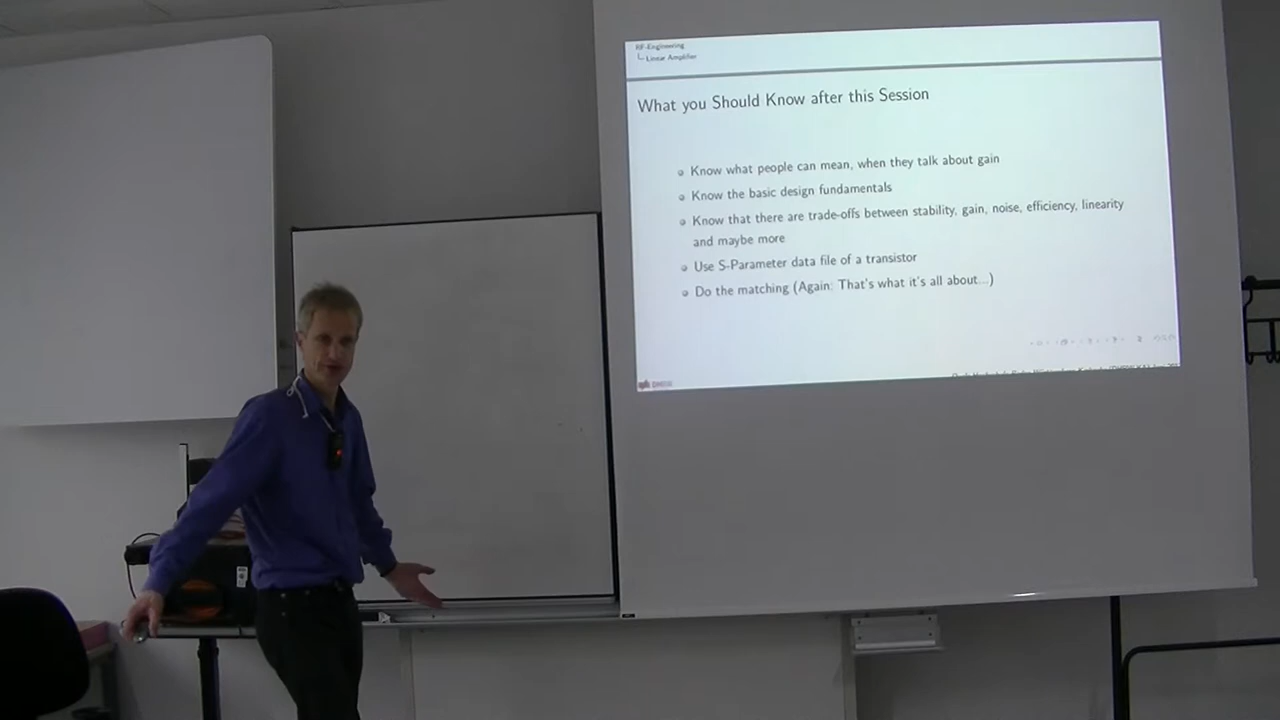 RF-Engineering
Linear Amplifier
What you Should Know after this Session
Know what people can mean, when they talk about gain
Know the basic design fundamentals
Know that there are trade-offs between stability, gain, noise, efficiency, linearity
and maybe more
Use S-Parameter data file of a transistor
Do the matching (Again: That's what it's all about...)